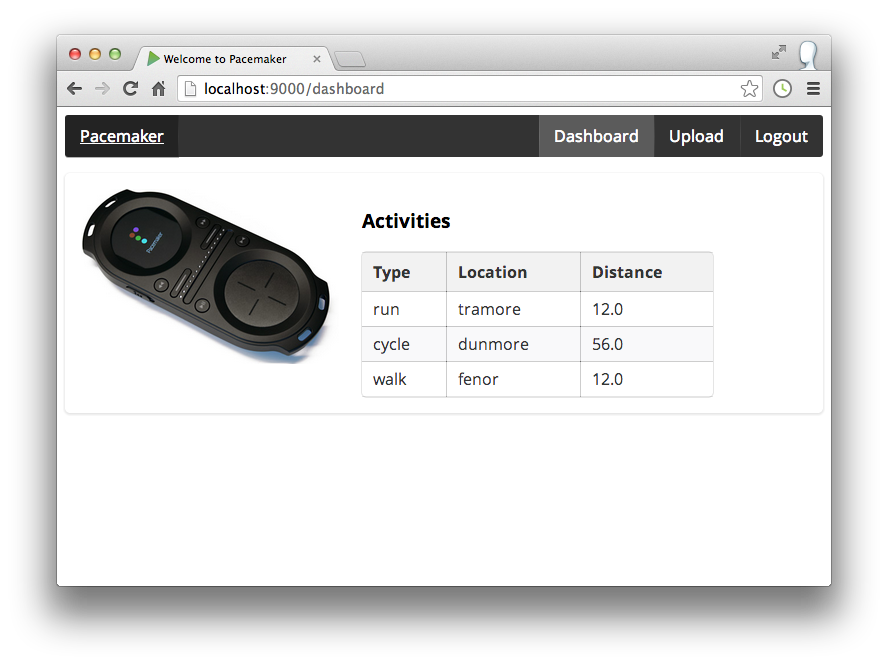 Welcome to Pacemaker
localhost:9000/dashboard
Pacemaker Dashboard Upload Logout
Pacemaker
Activities
Type Location Distance
run tramore 12.0
cycle dunmore 56.0
walk fenor 12.0